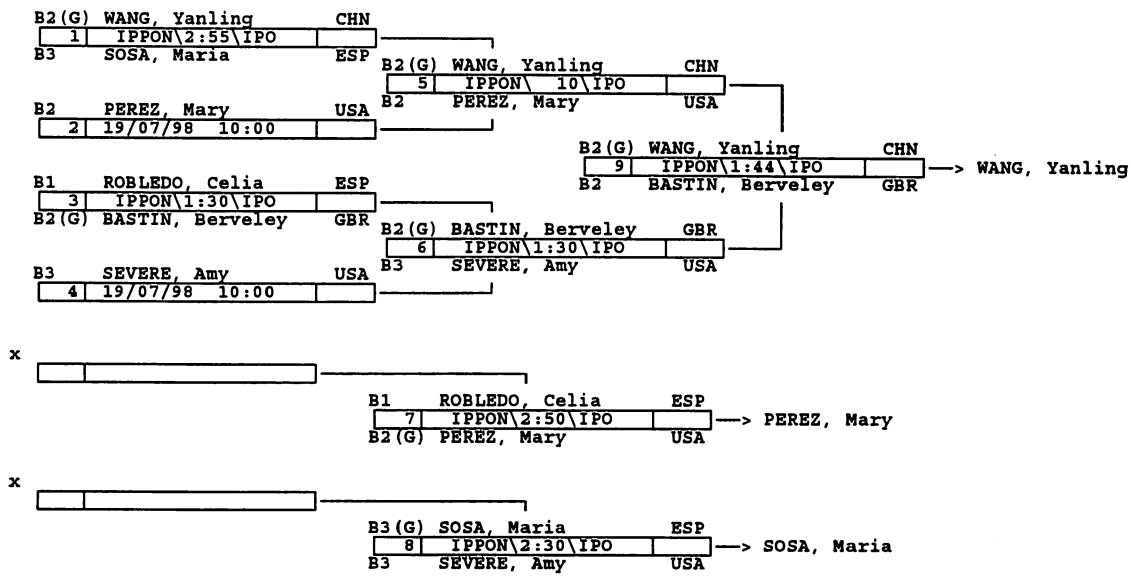 B2(G) WANG, Yanling CHN
1 IPPON\2:55\IPO
B3 SOSA, Maria ESP
B2(G) WANG, Yanling CHN
5 IPPON\ 10\IPO
B2 PEREZ, Mary USA
B2 PEREZ, Mary USA
2 19/07/98 10:00
B2(G) WANG, Yanling CHN
9 IPPON\1:44\IPO —> WANG, Yanling
B2 BASTIN, Berveley GBR
B1 ROBLEDO, Celia ESP
3 IPPON\1:30\IPO
B2(G) BASTIN, Berveley GBR
B2(G) BASTIN, Berveley GBR
6 IPPON\1:30\IPO
B3 SEVERE, Amy USA
B3 SEVERE, Amy USA
4 19/07/98 10:00
x
B1 ROBLEDO, Celia ESP
7 IPPON\2:50\IPO —> PEREZ, Mary
B2(G) PEREZ, Mary USA
x
B3(G) SOSA, Maria ESP
8 IPPON\2:30\IPO —> SOSA, Maria
B3 SEVERE, Amy USA